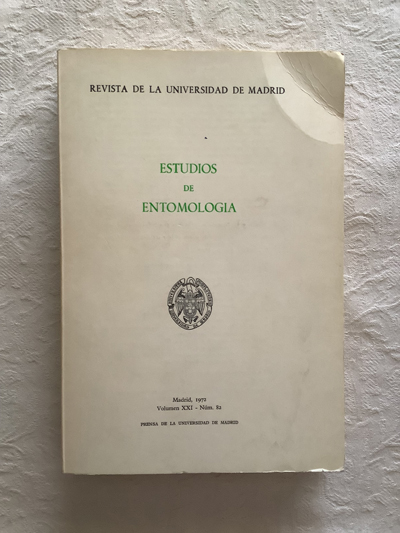 REVISTA DE LA UNIVERSIDAD DE MADRID
ESTUDIOS
DE
ENTOMOLOGIA
Madrid, 1972
Volumen XXI - Núm. 82
PRENSA DE LA UNIVERSIDAD DE MADRID